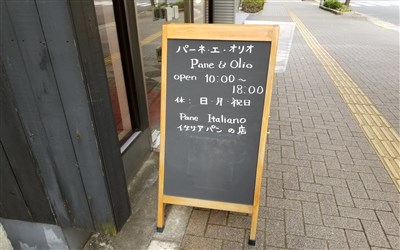 パーネ・エ・オリオ
Pane & Olio
open 10:00〜
18:00
休: 日・月・祝日
Pane Italiano
イタリアパンの店